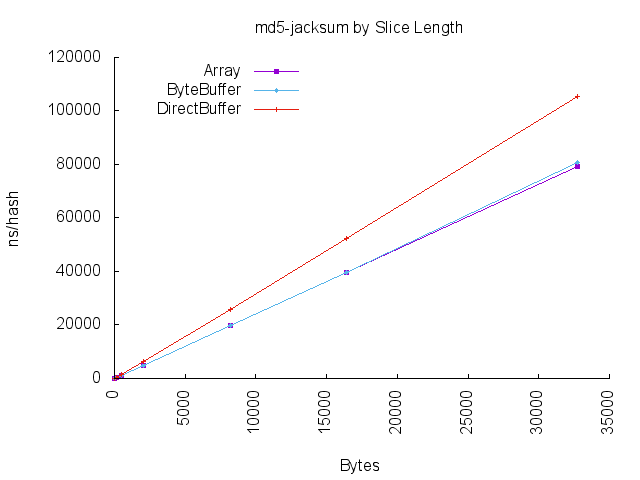 md5-jacksum by Slice Length
120000
100000
80000
60000
40000
20000
0
ns/hash
Array
ByteBuffer
DirectBuffer
0
5000
10000
15000
20000
25000
30000
35000
Bytes